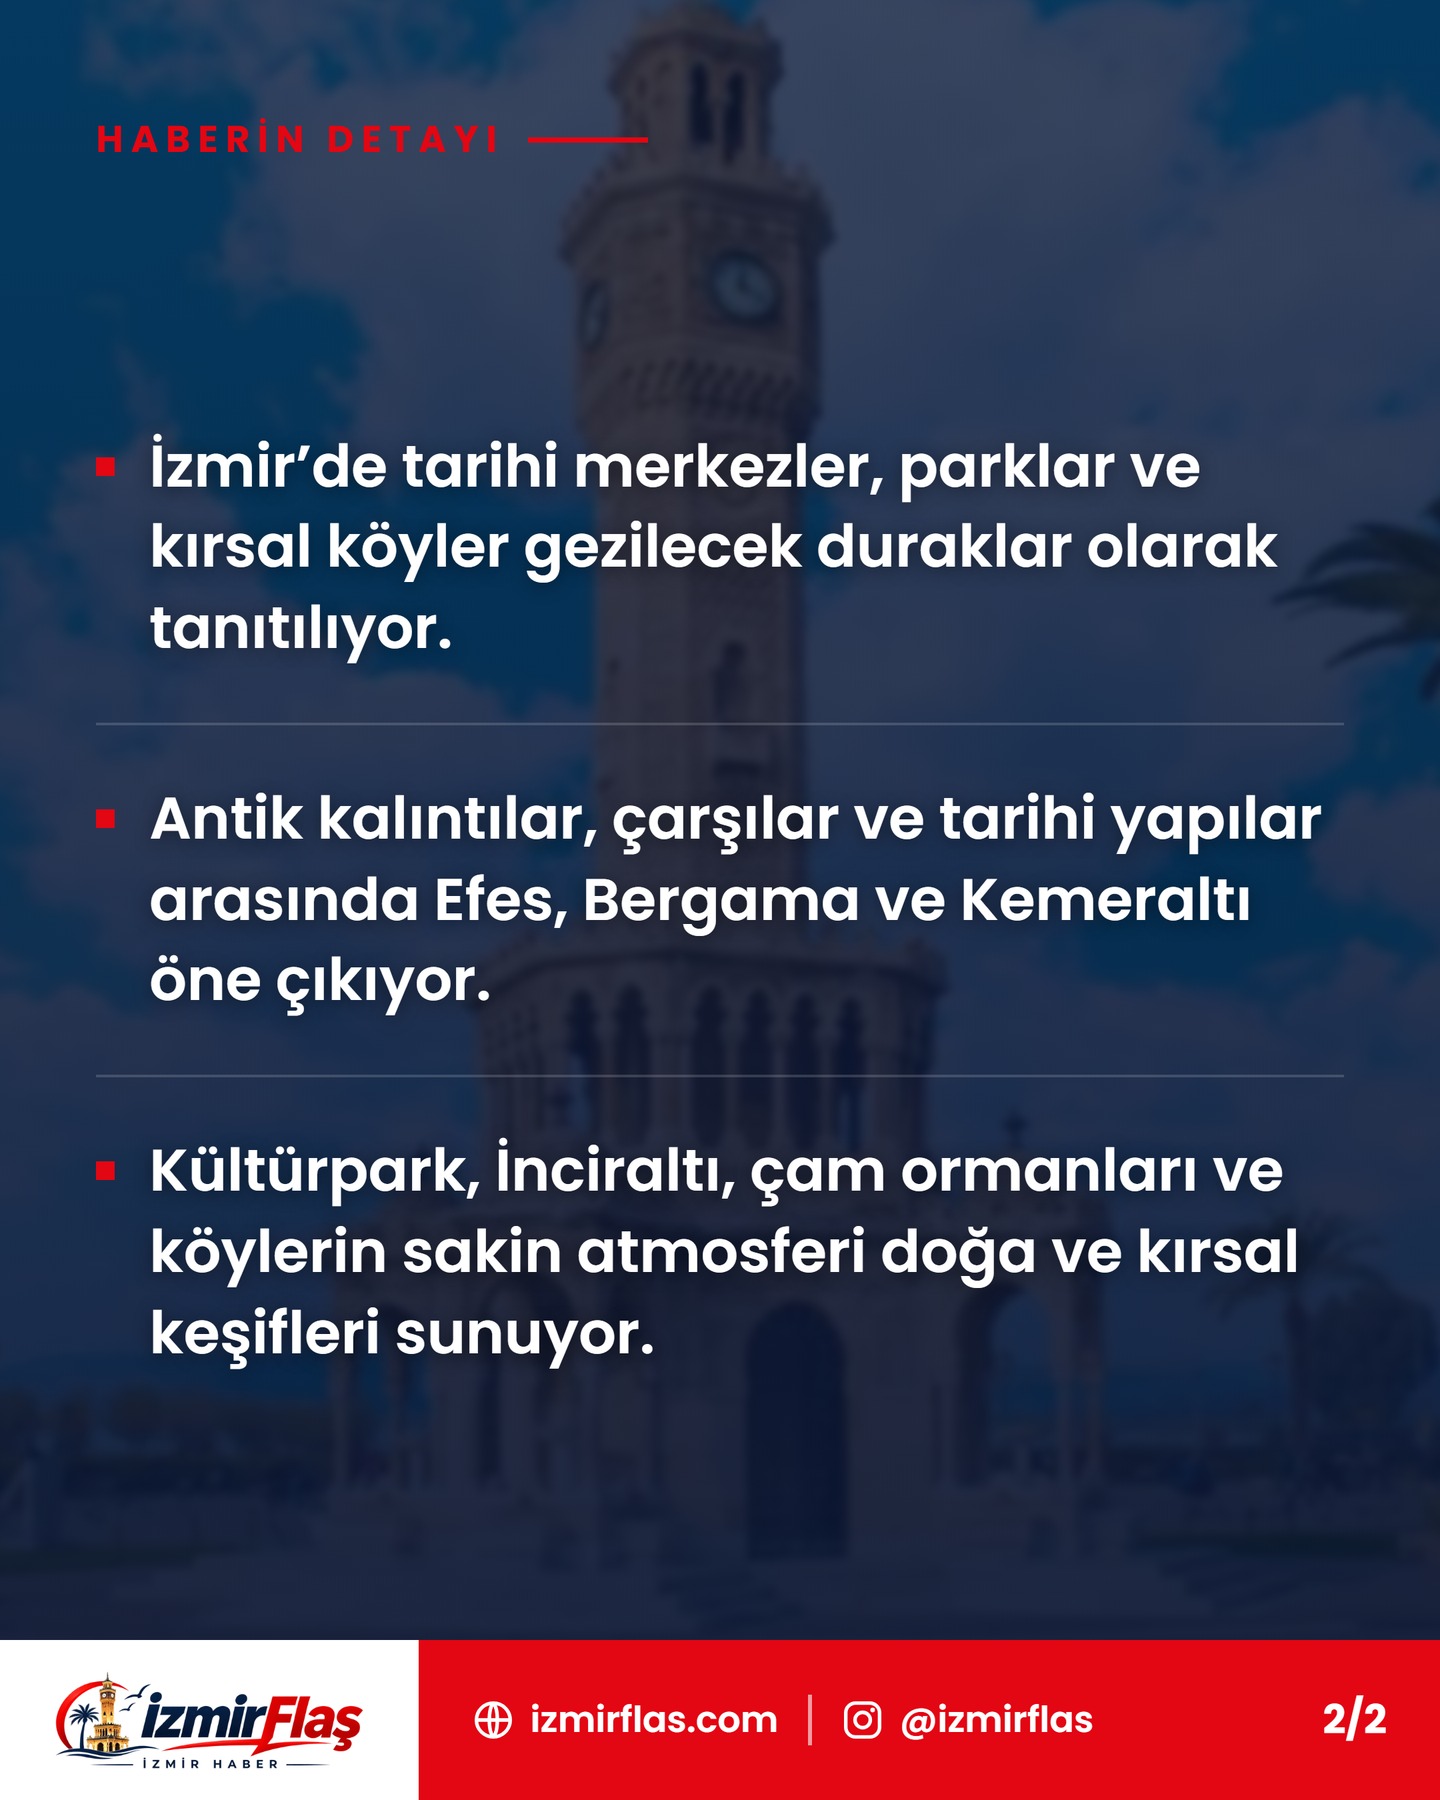 HABERİN DETAYI
İzmir’de tarihi merkezler, parklar ve
kırsal köyler gezilecek duraklar olarak
tanıtılıyor.
Antik kalıntılar, çarşılar ve tarihi yapılar
arasında Efes, Bergama ve Kemeraltı
öne çıkıyor.
Kültürpark, İnciraltı, çam ormanları ve
köylerin sakin atmosferi doğa ve kırsal
keşifleri sunuyor.
izmirFlaş
İZMİR HABER
izmirflas.com | @izmirflas
2/2